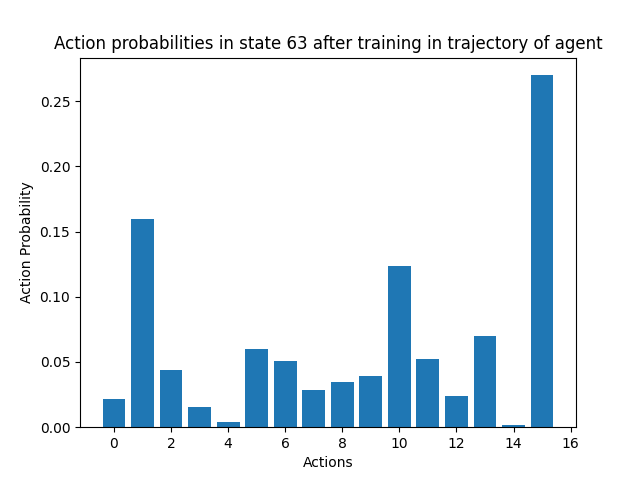 Action probabilities in state 63 after training in trajectory of agent
0.25
0.20
0.15
0.10
0.05
0.00
Action Probability
0 2 4 6 8 10 12 14 16
Actions